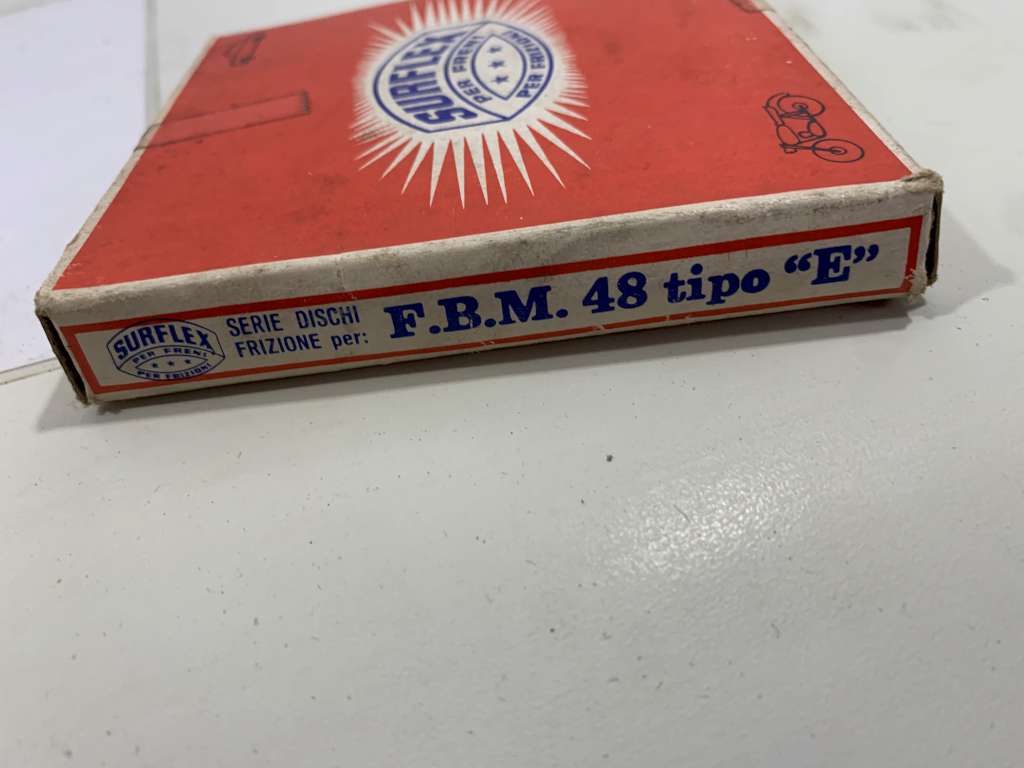 SURFLEX
PER FRENI
PER FRIZIONI
SURFLEX
PER FRENI
PER FRIZIONI
SERIE DISCHI
FRIZIONE per:
F.B.M. 48 tipo “E”